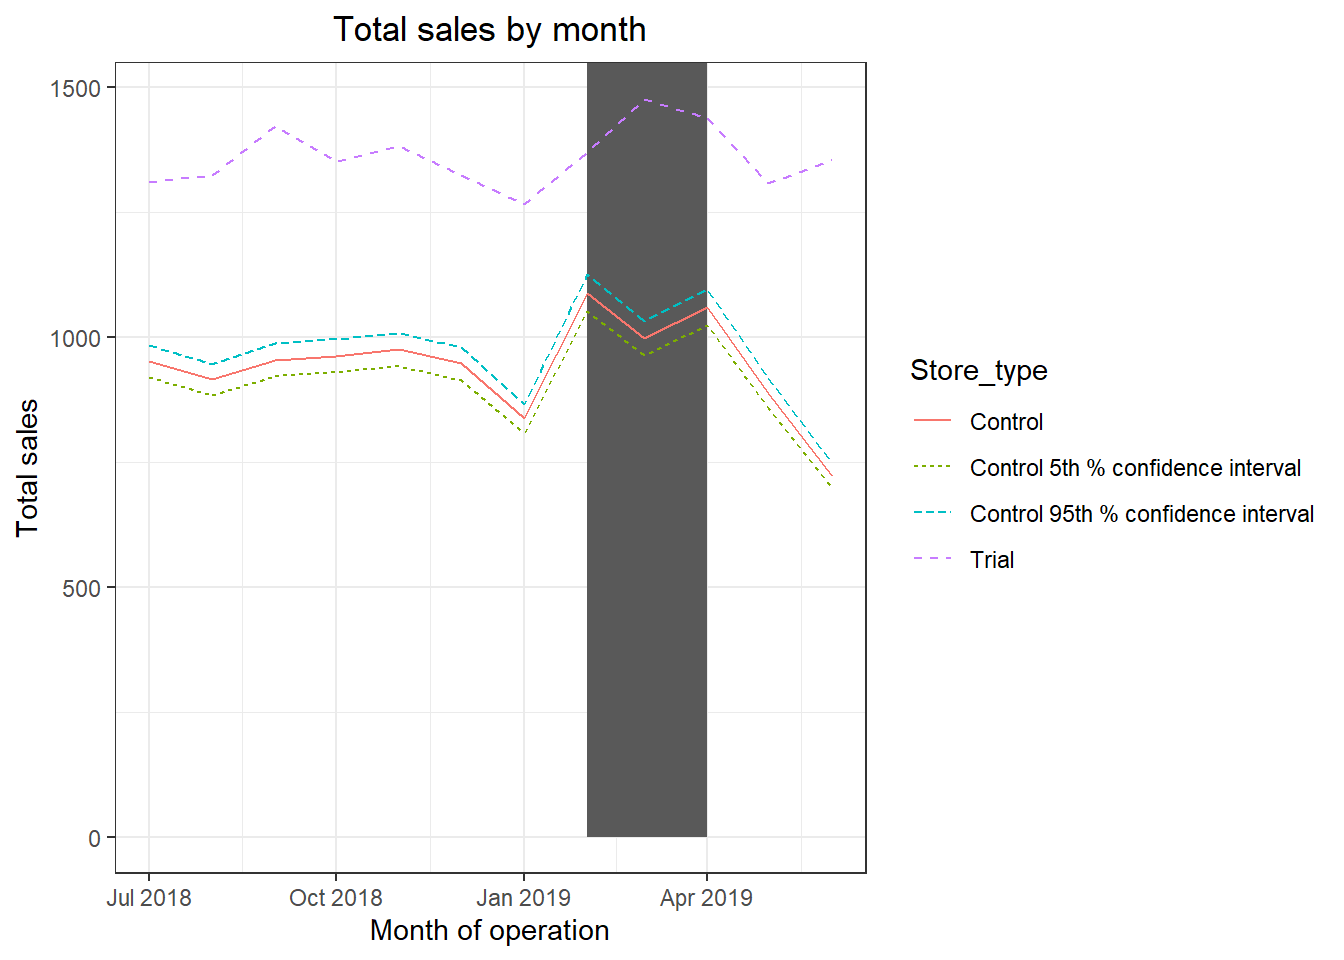 Total sales by month
1500
1000
500
0
Total sales
Jul 2018
Oct 2018
Jan 2019
Apr 2019
Month of operation
Store_type
Control
Control 5th % confidence interval
Control 95th % confidence interval
Trial